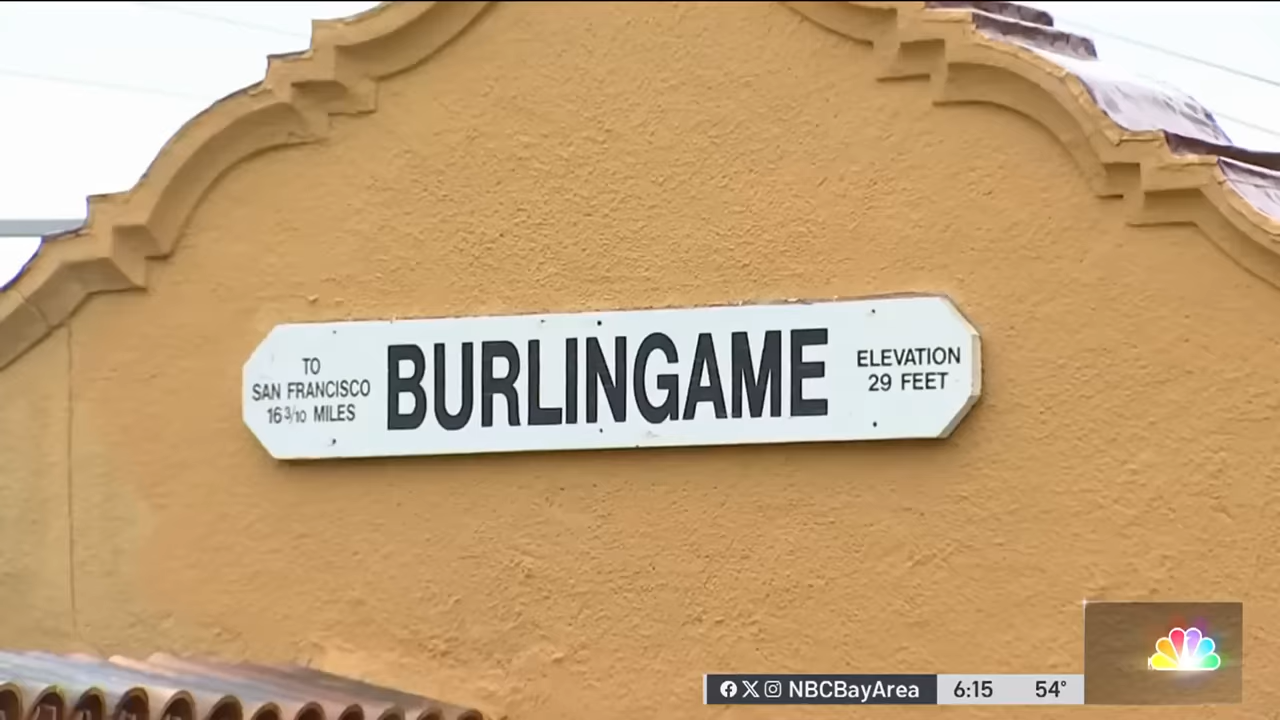 TO
SAN FRANCISCO
16 3/10 MILES
BURLINGAME
ELEVATION
29 FEET
NBCBayArea 6:15 54°